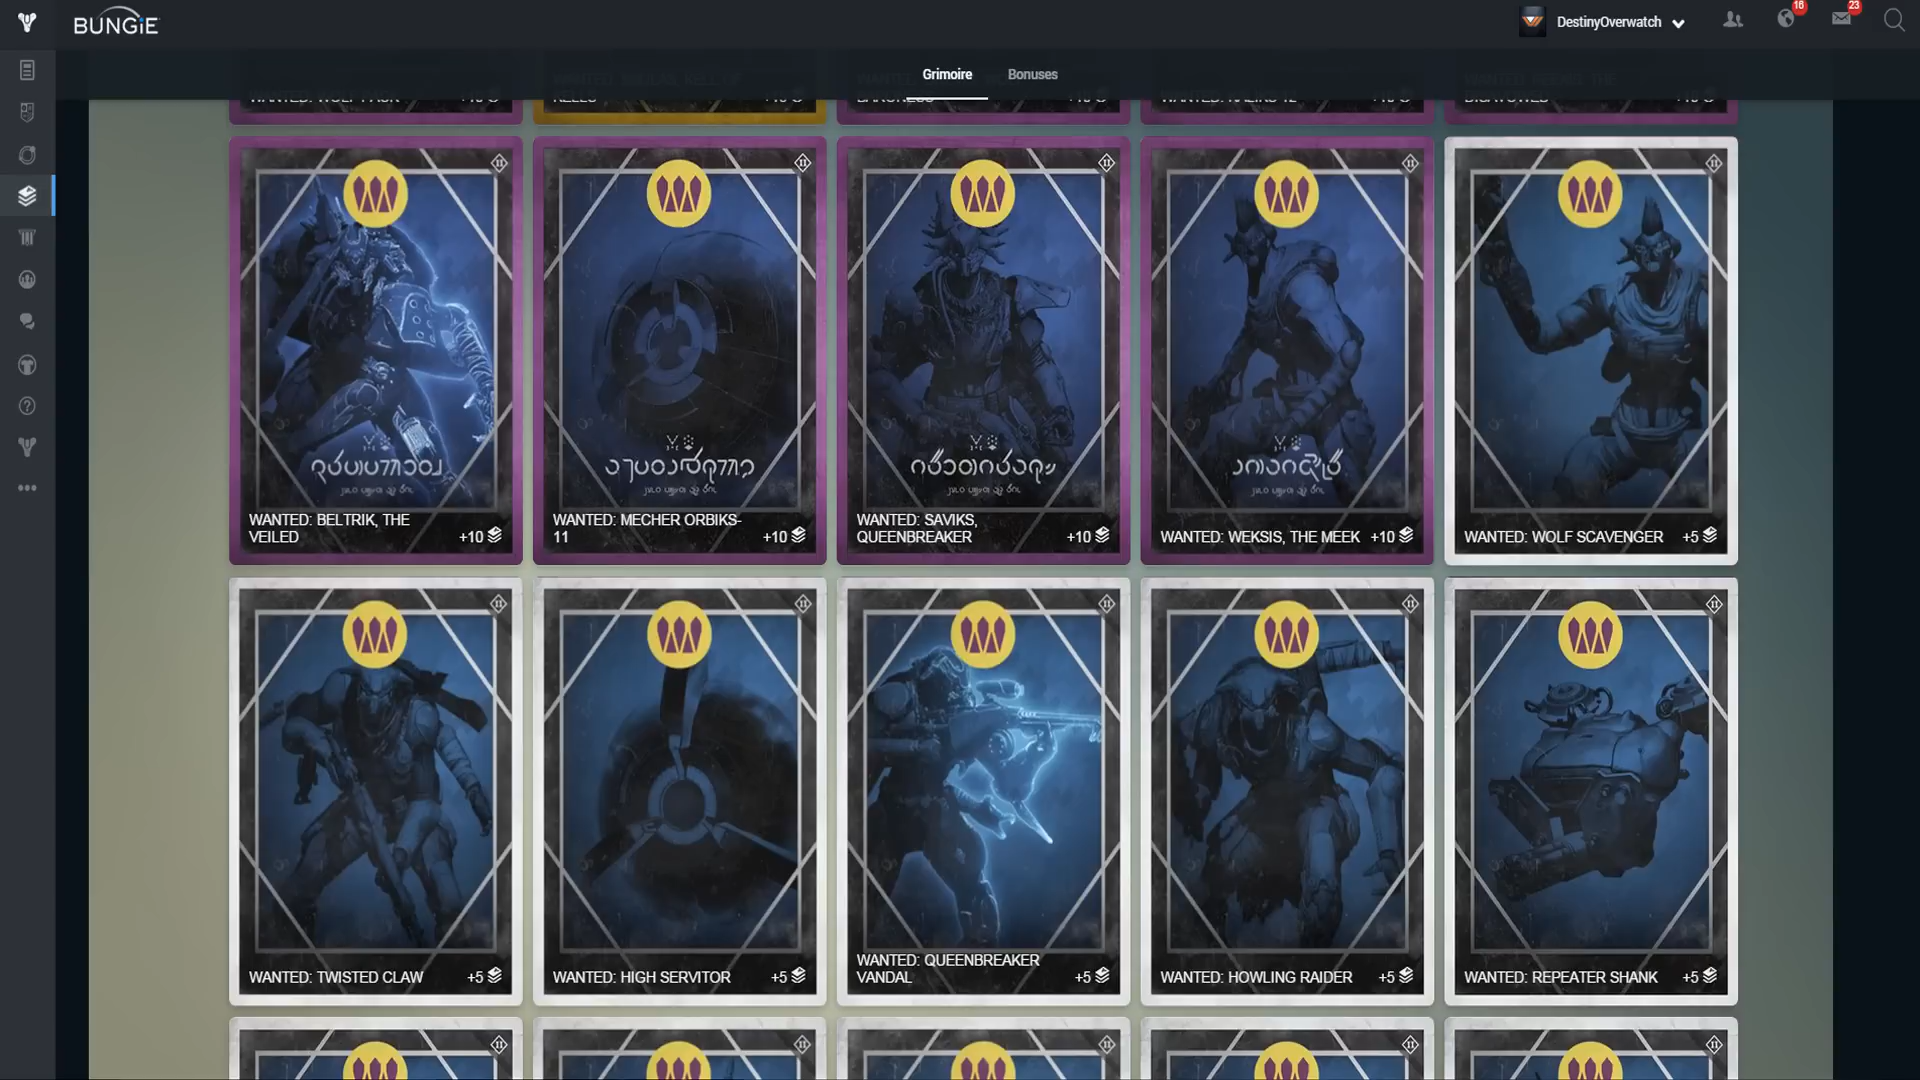 BUNGiE
DestinyOverwatch
18
23
Grimoire
Bonuses
KELLS
WANTED: BELTRIK, THE
VEILED
+10
WANTED: MECHER ORBIKS-
11
+10
WANTED: SAVIKS,
QUEENBREAKER
+10
WANTED: WEKSIS, THE MEEK
+10
WANTED: WOLF SCAVENGER
+5
WANTED: TWISTED CLAW
+5
WANTED: HIGH SERVITOR
+5
WANTED: QUEENBREAKER
VANDAL
+5
WANTED: HOWLING RAIDER
+5
WANTED: REPEATER SHANK
+5